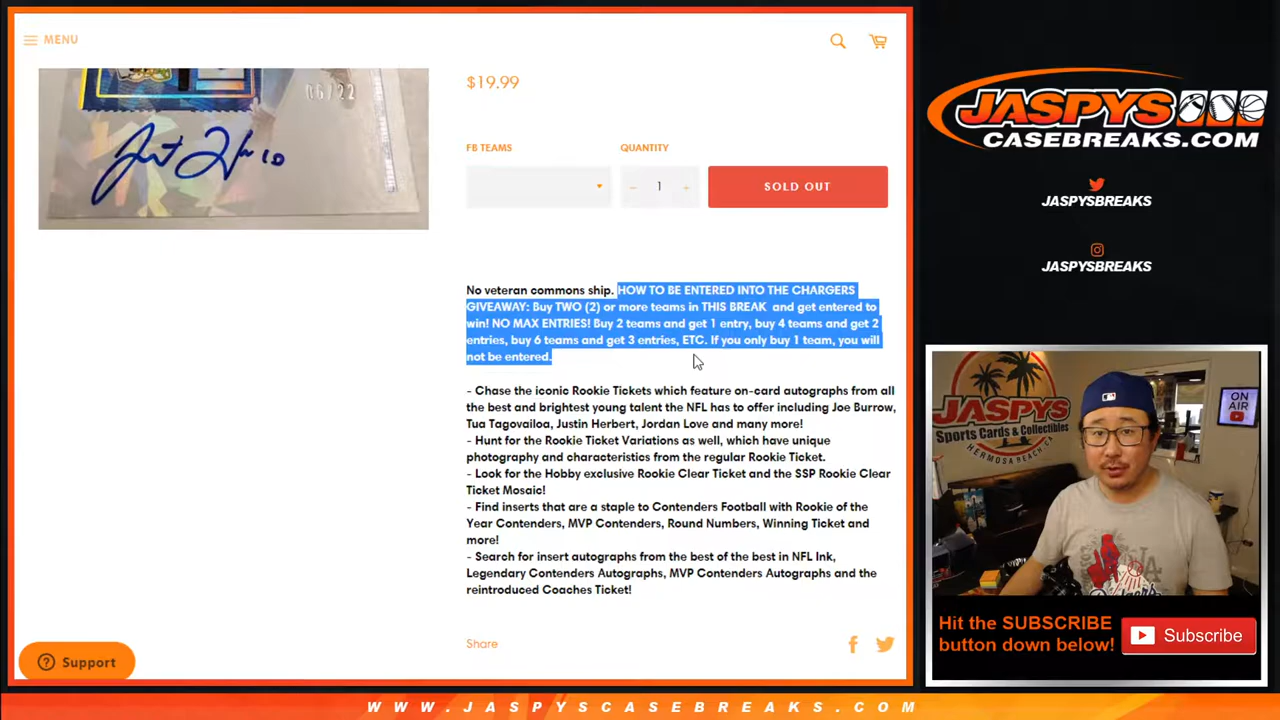 MENU
$19.99
06/22
FB TEAMS
QUANTITY
1
SOLD OUT
No veteran commons ship. HOW TO BE ENTERED INTO THE CHARGERS
GIVEAWAY: Buy TWO (2) or more teams in THIS BREAK and get entered to
win! NO MAX ENTRIES! Buy 2 teams and get 1 entry, buy 4 teams and get 2
entries, buy 6 teams and get 3 entries, ETC. If you only buy 1 team, you will
not be entered.
- Chase the iconic Rookie Tickets which feature on-card autographs from all
the best and brightest young talent the NFL has to offer including Joe Burrow,
Tua Tagovailoa, Justin Herbert, Jordan Love and many more!
- Hunt for the Rookie Ticket Variations as well, which have unique
photography and characteristics from the regular Rookie Ticket.
- Look for the Hobby exclusive Rookie Clear Ticket and the SSP Rookie Clear
Ticket Mosaic!
- Find inserts that are a staple to Contenders Football with Rookie of the
Year Contenders, MVP Contenders, Round Numbers, Winning Ticket and
more!
- Search for insert autographs from the best of the best in NFL Ink,
Legendary Contenders Autographs, MVP Contenders Autographs and the
reintroduced Coaches Ticket!
Share
Support
JASPYS
CASEBREAKS.COM
JASPYSBREAKS
JASPYSBREAKS
JASPYS
Sports Cards & Collectibles
HERMOSA BEACH, CA
ON
AIR
Hit the SUBSCRIBE
button down below!
Subscribe
WWW.JASPYSCASEBREAKS.COM